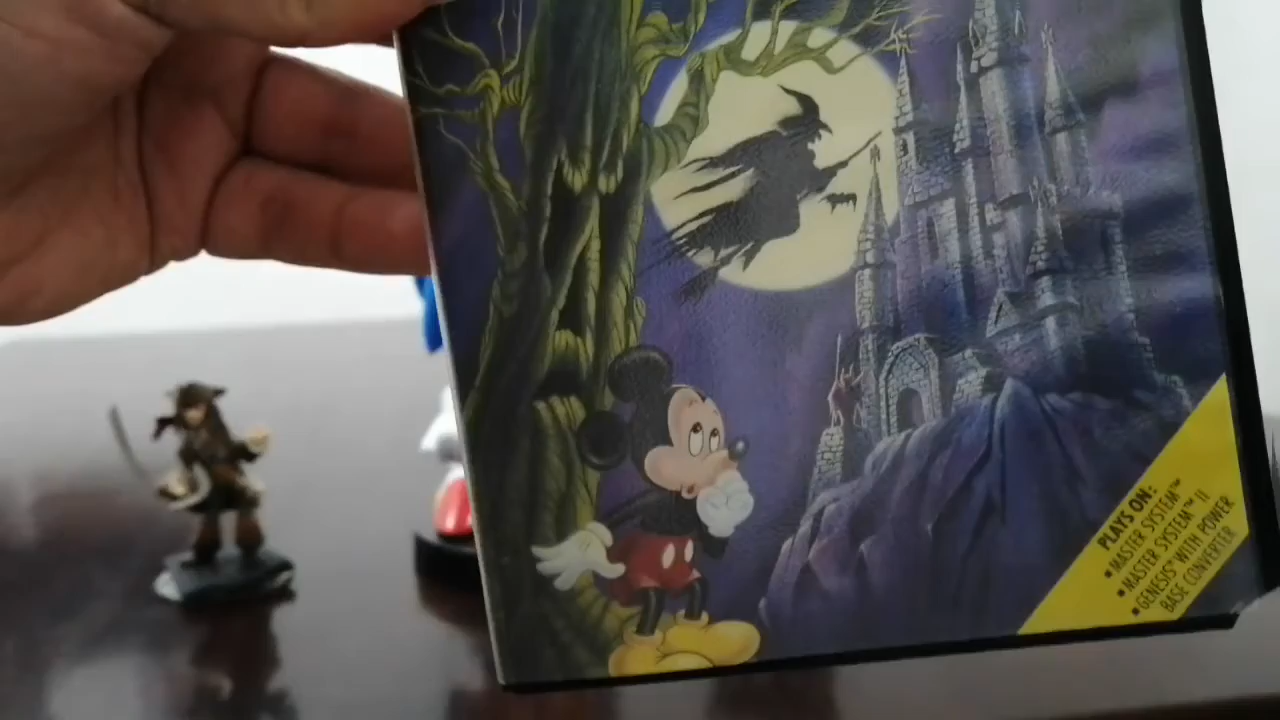 PLAYS ON:
• MASTER SYSTEM™
• MASTER SYSTEM™ II
• GENESIS™ WITH POWER
BASE CONVERTER